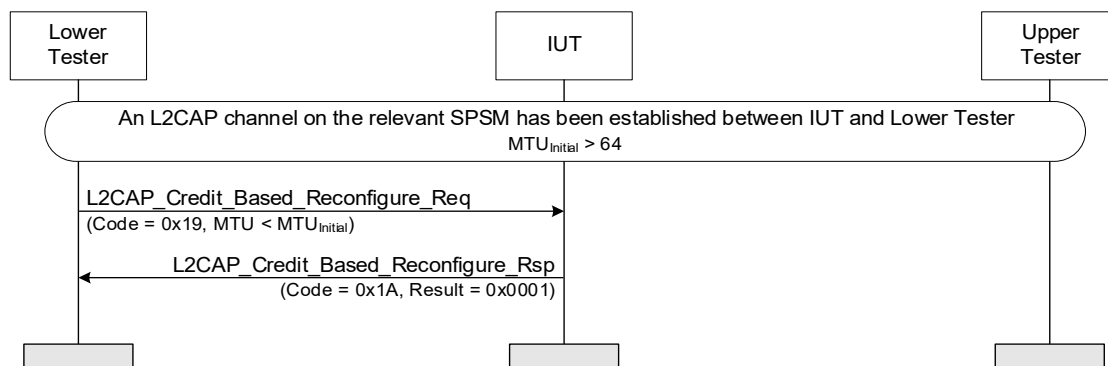 Lower
Tester
IUT
Upper
Tester
An L2CAP channel on the relevant SPSM has been established between IUT and Lower Tester
MTUInitial > 64
L2CAP_Credit_Based_Reconfigure_Req
(Code = 0x19, MTU < MTUInitial)
L2CAP_Credit_Based_Reconfigure_Rsp
(Code = 0x1A, Result = 0x0001)